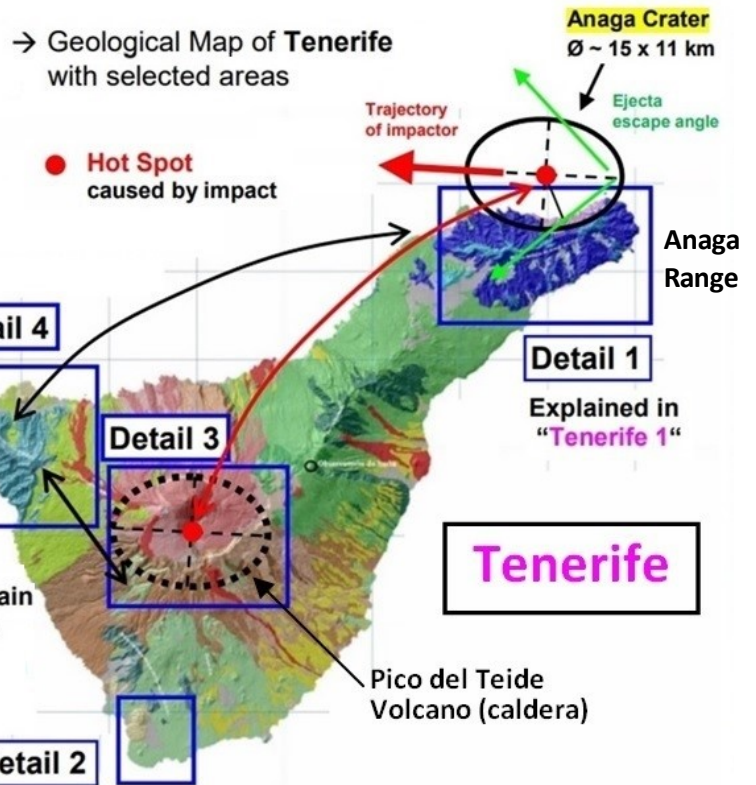 Anaga Crater
Ø ~ 15 x 11 km
→ Geological Map of Tenerife
with selected areas
Ejecta
escape angle
Trajectory
of impactor
Hot Spot
caused by impact
Anaga
Range
ail 4
Detail 1
Explained in
"Tenerife 1"
Detail 3
Tenerife
ain
Pico del Teide
Volcano (caldera)
etail 2